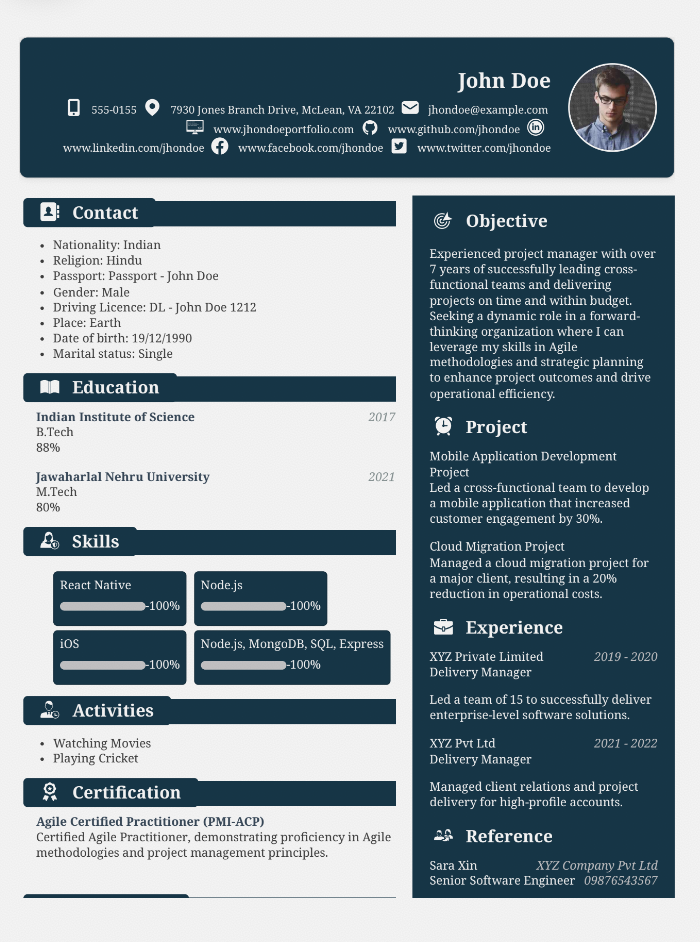 John Doe
555-0155 7930 Jones Branch Drive, McLean, VA 22102 jhondoe@example.com
www.jhondoeportfolio.com www.github.com/jhondoe
www.linkedin.com/jhondoe www.facebook.com/jhondoe www.twitter.com/jhondoe
Contact
• Nationality: Indian
• Religion: Hindu
• Passport: Passport - John Doe
• Gender: Male
• Driving Licence: DL - John Doe 1212
• Place: Earth
• Date of birth: 19/12/1990
• Marital status: Single
Education
Indian Institute of Science 2017
B.Tech
88%
Jawaharlal Nehru University 2021
M.Tech
80%
Skills
React Native
100%
Node.js
100%
iOS
100%
Node.js, MongoDB, SQL, Express
100%
Activities
• Watching Movies
• Playing Cricket
Certification
Agile Certified Practitioner (PMI-ACP)
Certified Agile Practitioner, demonstrating proficiency in Agile
methodologies and project management principles.
Objective
Experienced project manager with over
7 years of successfully leading cross-
functional teams and delivering
projects on time and within budget.
Seeking a dynamic role in a forward-
thinking organization where I can
leverage my skills in Agile
methodologies and strategic planning
to enhance project outcomes and drive
operational efficiency.
Project
Mobile Application Development
Project
Led a cross-functional team to develop
a mobile application that increased
customer engagement by 30%.
Cloud Migration Project
Managed a cloud migration project for
a major client, resulting in a 20%
reduction in operational costs.
Experience
XYZ Private Limited 2019 - 2020
Delivery Manager
Led a team of 15 to successfully deliver
enterprise-level software solutions.
XYZ Pvt Ltd 2021 - 2022
Delivery Manager
Managed client relations and project
delivery for high-profile accounts.
Reference
Sara Xin XYZ Company Pvt Ltd
Senior Software Engineer 09876543567